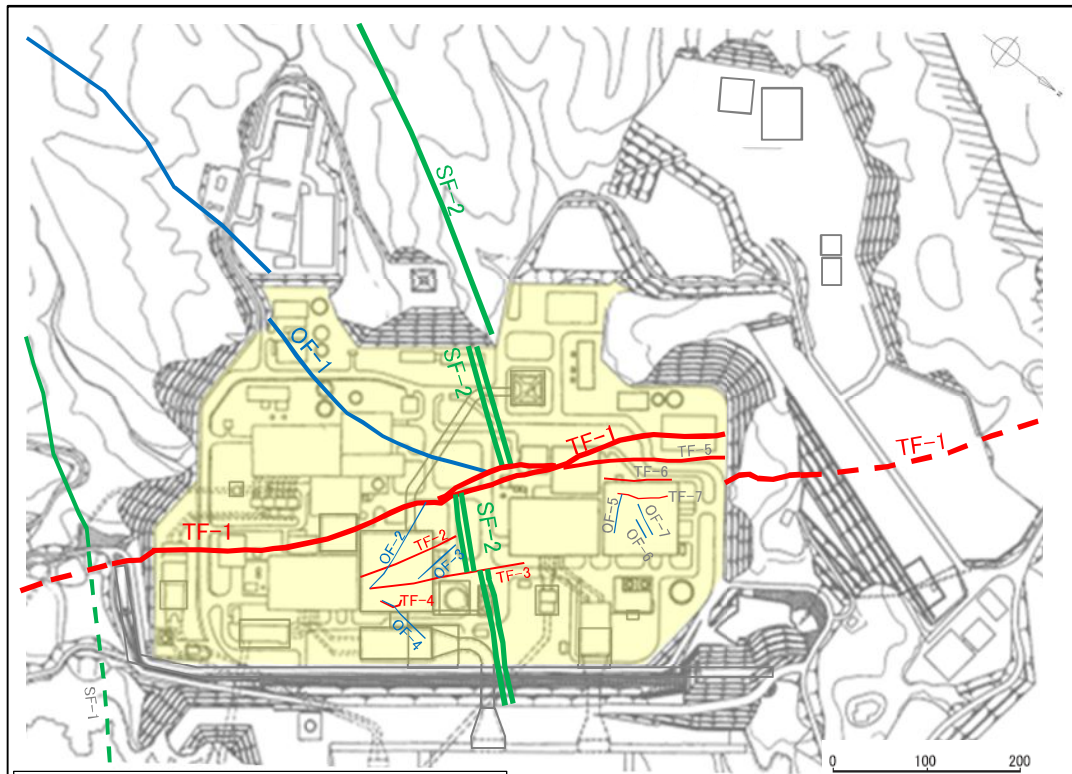 N
SF-2
OF-1
SF-2
TF-1
TF-1
TF-5
TF-6
TF-7
OF-5
OF-7
OF-6
SF-2
TF-1
OF-2
TF-2
OF-3
TF-3
TF-4
OF-4
SF-1
0 100 200